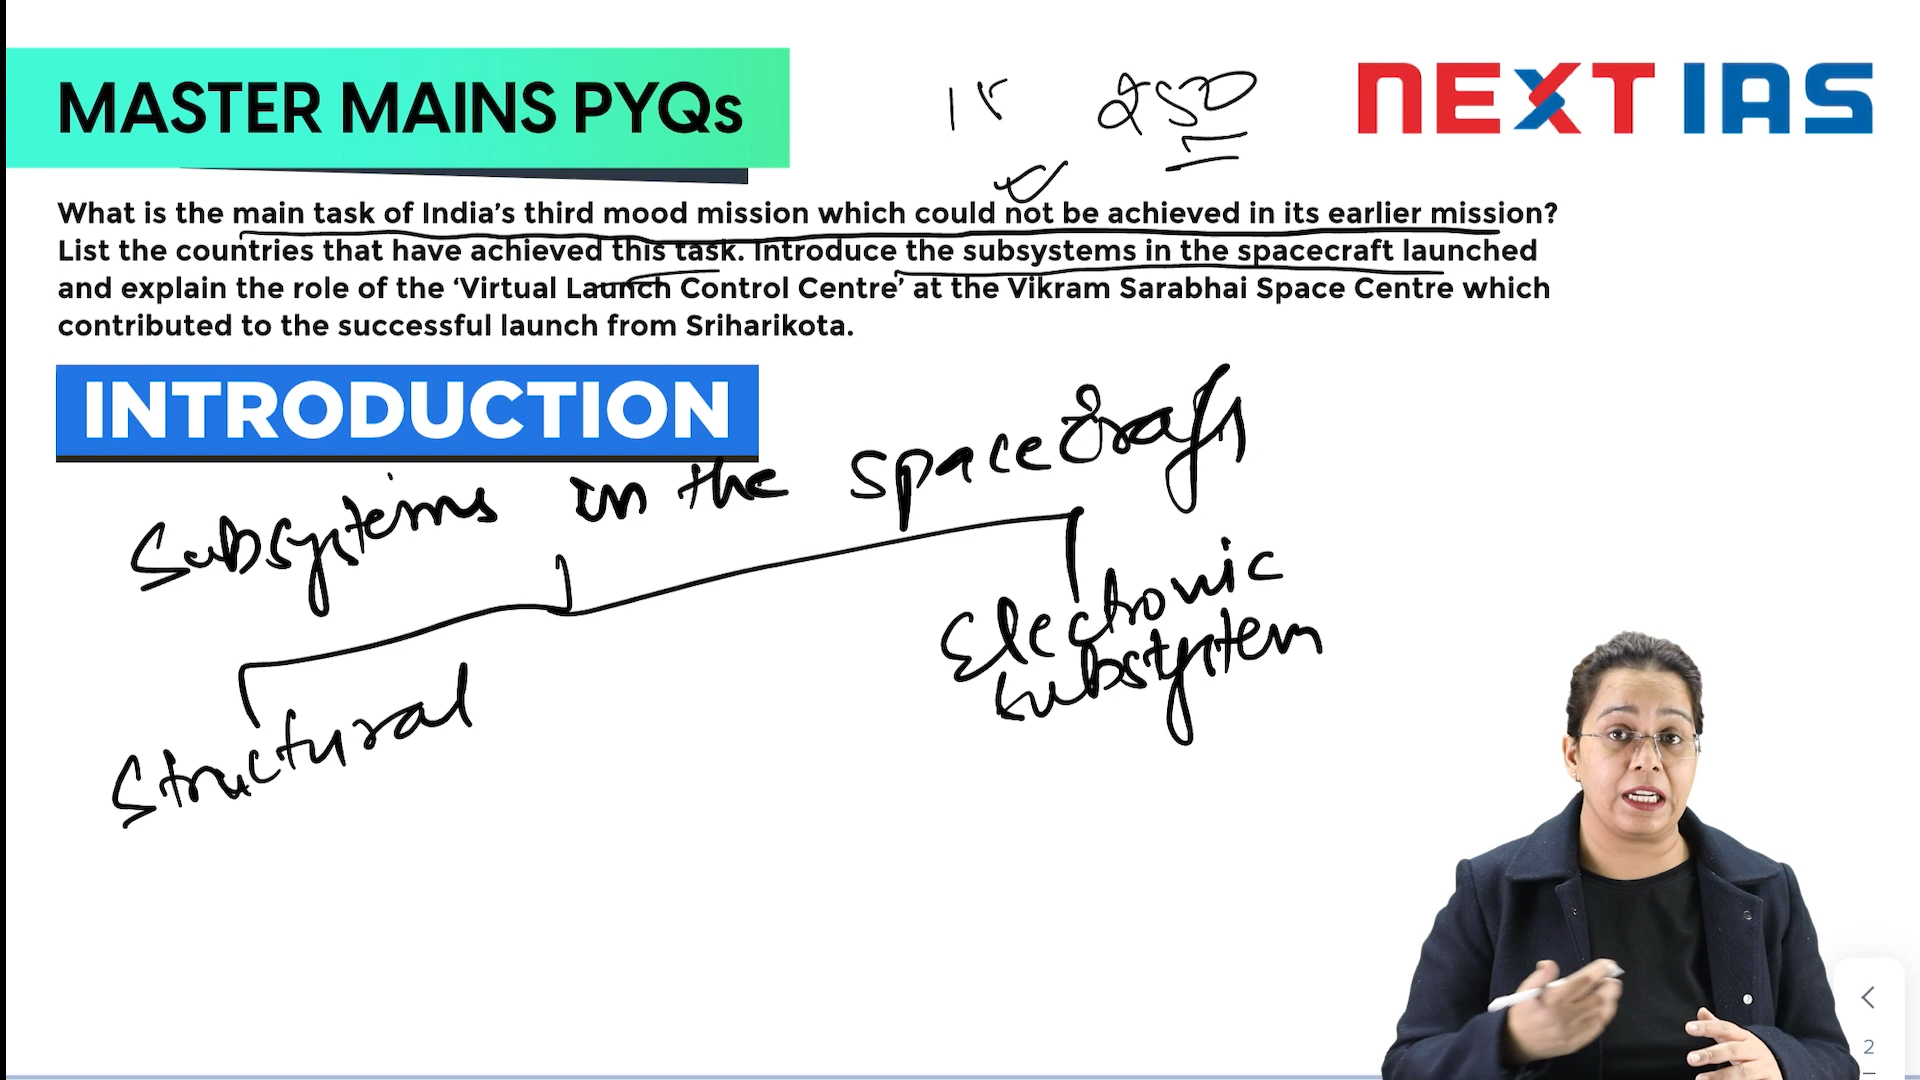 MASTER MAINS PYQs
15 250
NEXT IAS
What is the main task of India's third mood mission which could not be achieved in its earlier mission?
List the countries that have achieved this task. Introduce the subsystems in the spacecraft launched
and explain the role of the ‘Virtual Launch Control Centre’ at the Vikram Sarabhai Space Centre which
contributed to the successful launch from Sriharikota.
INTRODUCTION
Subsystems in the spacecraft
Structural
Electronic
subsystem
2